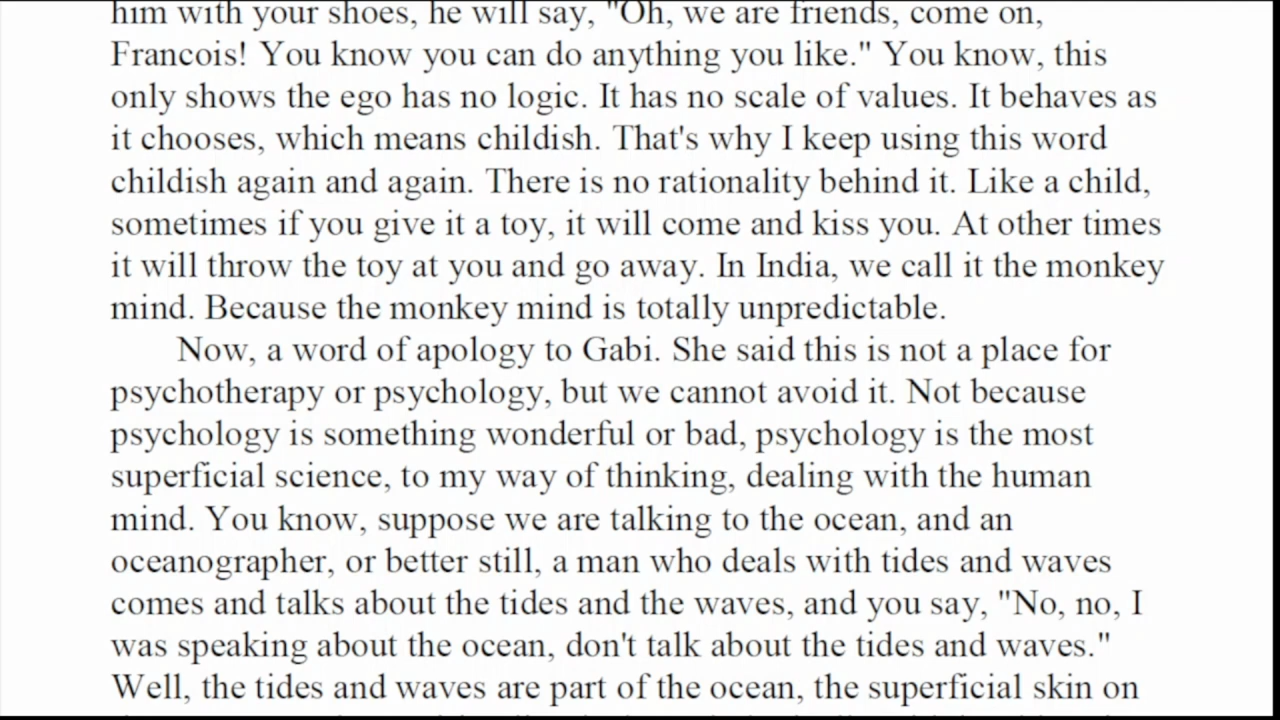 him with your shoes, he will say, "Oh, we are friends, come on,
Francois! You know you can do anything you like." You know, this
only shows the ego has no logic. It has no scale of values. It behaves as
it chooses, which means childish. That's why I keep using this word
childish again and again. There is no rationality behind it. Like a child,
sometimes if you give it a toy, it will come and kiss you. At other times
it will throw the toy at you and go away. In India, we call it the monkey
mind. Because the monkey mind is totally unpredictable.
Now, a word of apology to Gabi. She said this is not a place for
psychotherapy or psychology, but we cannot avoid it. Not because
psychology is something wonderful or bad, psychology is the most
superficial science, to my way of thinking, dealing with the human
mind. You know, suppose we are talking to the ocean, and an
oceanographer, or better still, a man who deals with tides and waves
comes and talks about the tides and the waves, and you say, "No, no, I
was speaking about the ocean, don't talk about the tides and waves."
Well, the tides and waves are part of the ocean, the superficial skin on